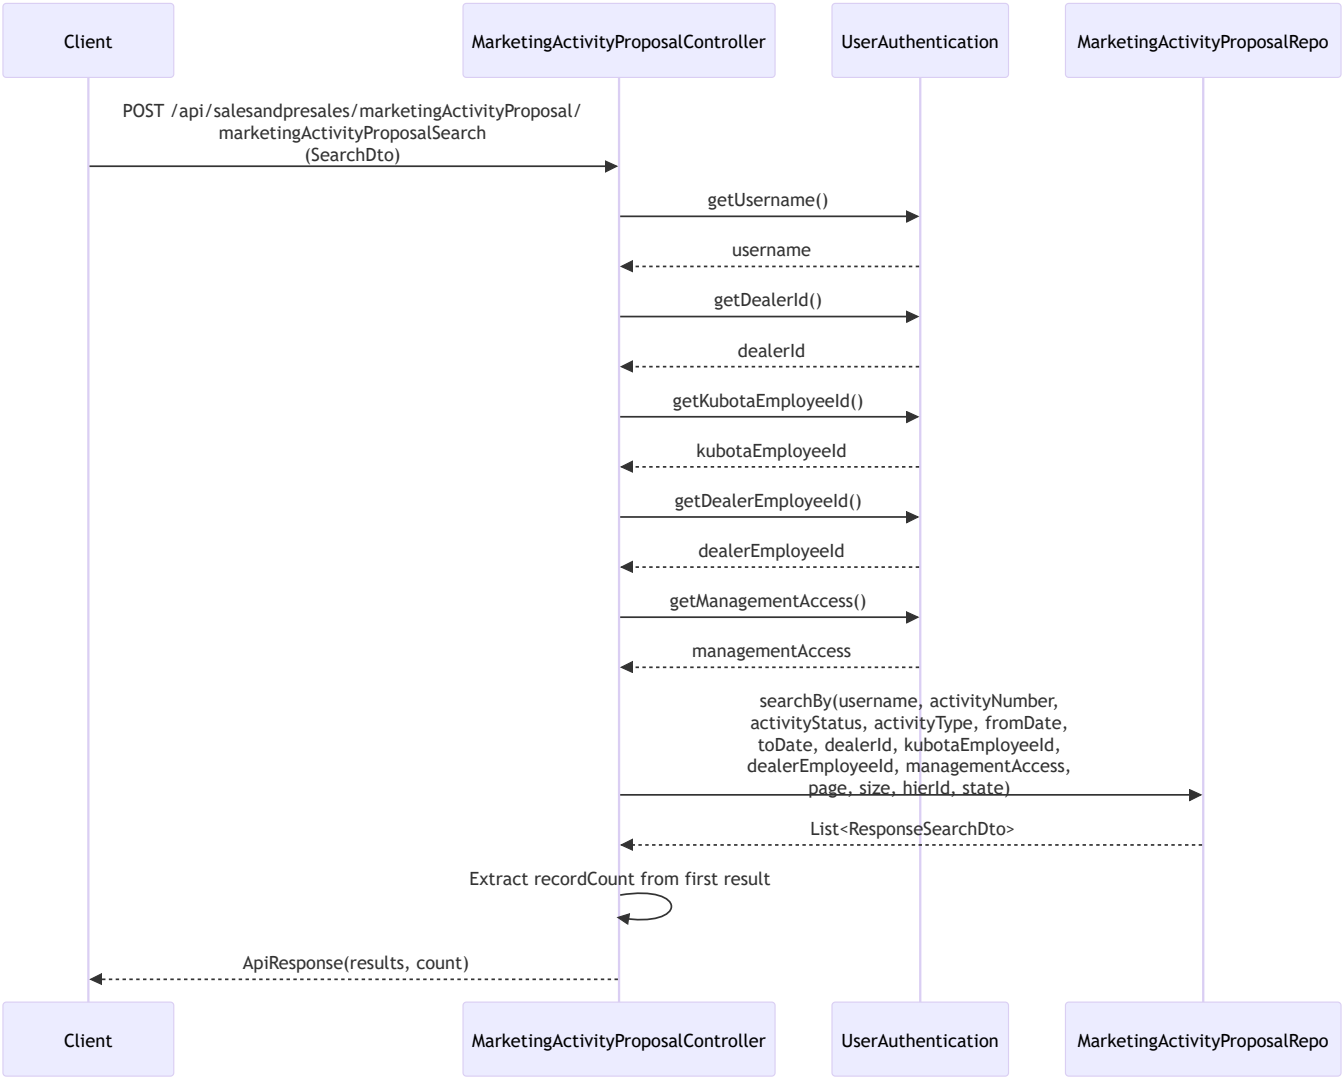 Client
MarketingActivityProposalController
UserAuthentication
MarketingActivityProposalRepo
POST /api/salesandpresales/marketingActivityProposal/
marketingActivityProposalSearch
(SearchDto)
getUsername()
username
getDealerId()
dealerId
getKubotaEmployeeId()
kubotaEmployeeId
getDealerEmployeeId()
dealerEmployeeId
getManagementAccess()
managementAccess
searchBy(username, activityNumber,
activityStatus, activityType, fromDate,
toDate, dealerId, kubotaEmployeeId,
dealerEmployeeId, managementAccess,
page, size, hierId, state)
List<ResponseSearchDto>
Extract recordCount from first result
ApiResponse(results, count)
Client
MarketingActivityProposalController
UserAuthentication
MarketingActivityProposalRepo